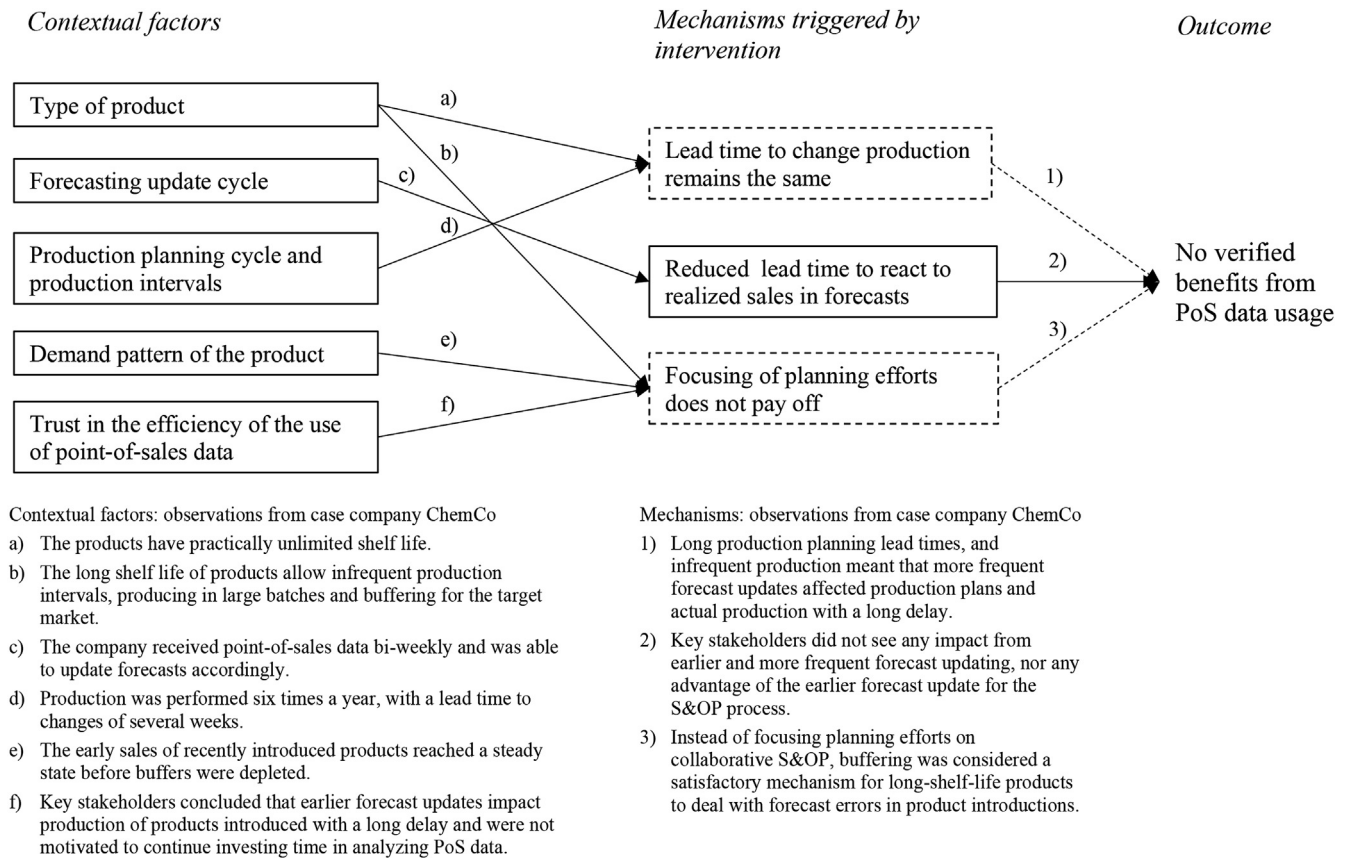 Contextual factors
Mechanisms triggered by
intervention
Outcome
Type of product
Forecasting update cycle
Production planning cycle and
production intervals
Demand pattern of the product
Trust in the efficiency of the use
of point-of-sales data
a)
b)
c)
d)
e)
f)
Lead time to change production
remains the same
Reduced lead time to react to
realized sales in forecasts
Focusing of planning efforts
does not pay off
1)
2)
3)
No verified
benefits from
PoS data usage
Contextual factors: observations from case company ChemCo
a) The products have practically unlimited shelf life.
b) The long shelf life of products allow infrequent production
intervals, producing in large batches and buffering for the target
market.
c) The company received point-of-sales data bi-weekly and was able
to update forecasts accordingly.
d) Production was performed six times a year, with a lead time to
changes of several weeks.
e) The early sales of recently introduced products reached a steady
state before buffers were depleted.
f) Key stakeholders concluded that earlier forecast updates impact
production of products introduced with a long delay and were not
motivated to continue investing time in analyzing PoS data.
Mechanisms: observations from case company ChemCo
1) Long production planning lead times, and
infrequent production meant that more frequent
forecast updates affected production plans and
actual production with a long delay.
2) Key stakeholders did not see any impact from
earlier and more frequent forecast updating, nor any
advantage of the earlier forecast update for the
S&OP process.
3) Instead of focusing planning efforts on
collaborative S&OP, buffering was considered a
satisfactory mechanism for long-shelf-life products
to deal with forecast errors in product introductions.